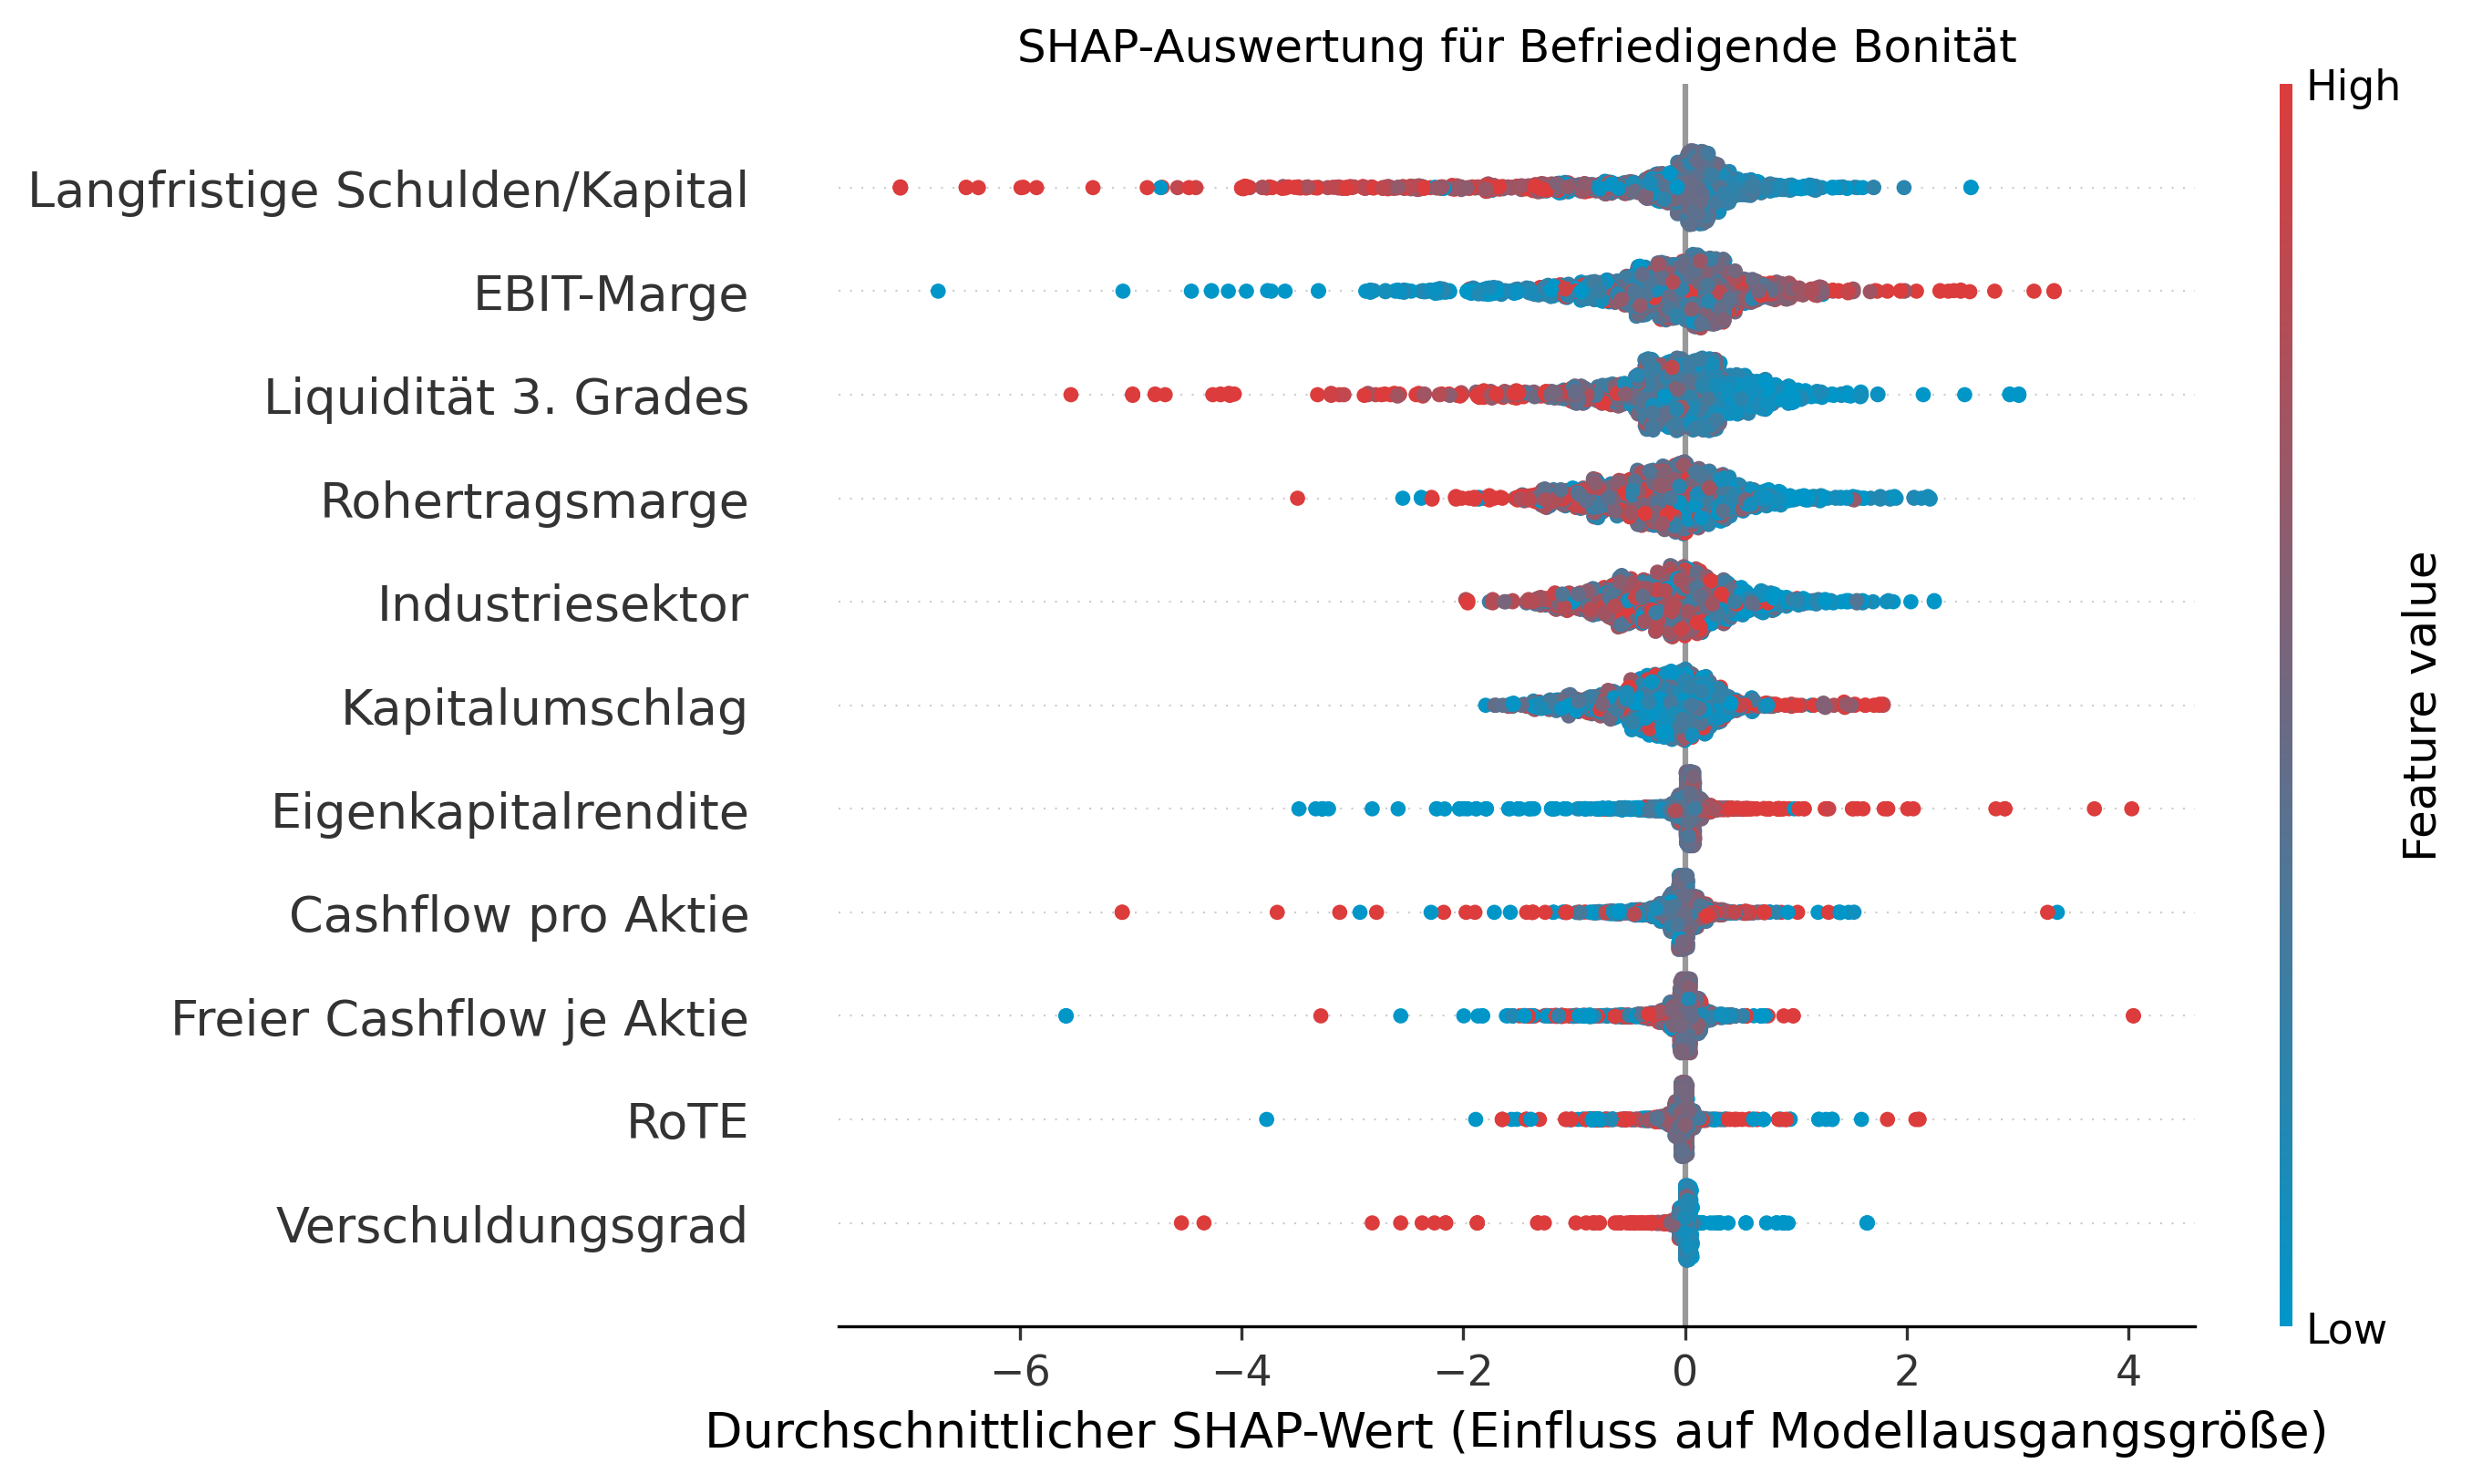 SHAP-Auswertung für Befriedigende Bonität
High
Langfristige Schulden/Kapital
EBIT-Marge
Liquidität 3. Grades
Rohertragsmarge
Industriesektor
Kapitalumschlag
Eigenkapitalrendite
Cashflow pro Aktie
Freier Cashflow je Aktie
RoTE
Verschuldungsgrad
Feature value
Low
−6 −4 −2 0 2 4
Durchschnittlicher SHAP-Wert (Einfluss auf Modellausgangsgröße)